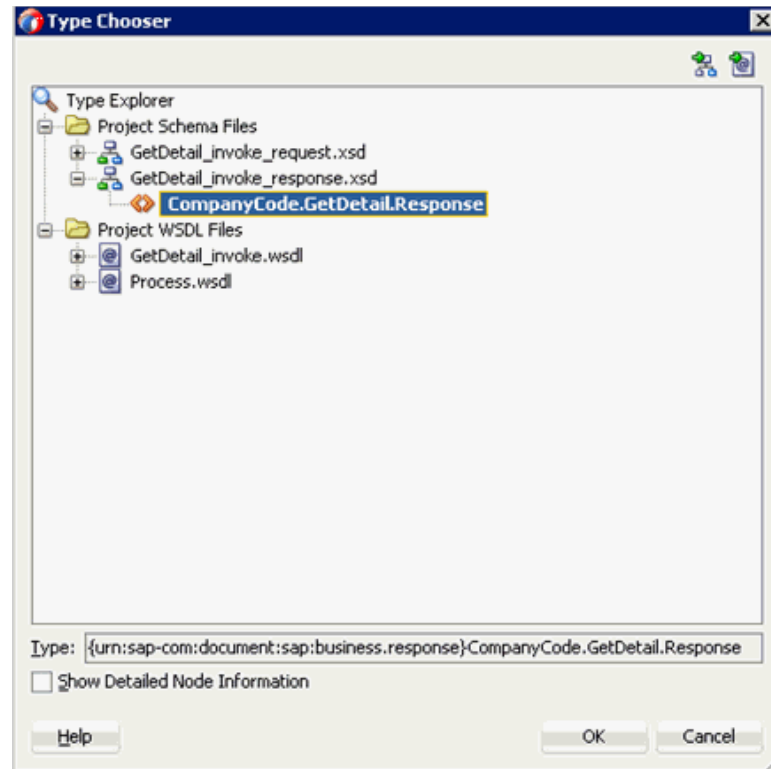 Type Chooser
Type Explorer
Project Schema Files
GetDetail_invoke_request.xsd
GetDetail_invoke_response.xsd
CompanyCode.GetDetail.Response
Project WSDL Files
GetDetail_invoke.wsdl
Process.wsdl
Type: {urn:sap-com:document:sap:business.response}CompanyCode.GetDetail.Response
Show Detailed Node Information
Help OK Cancel